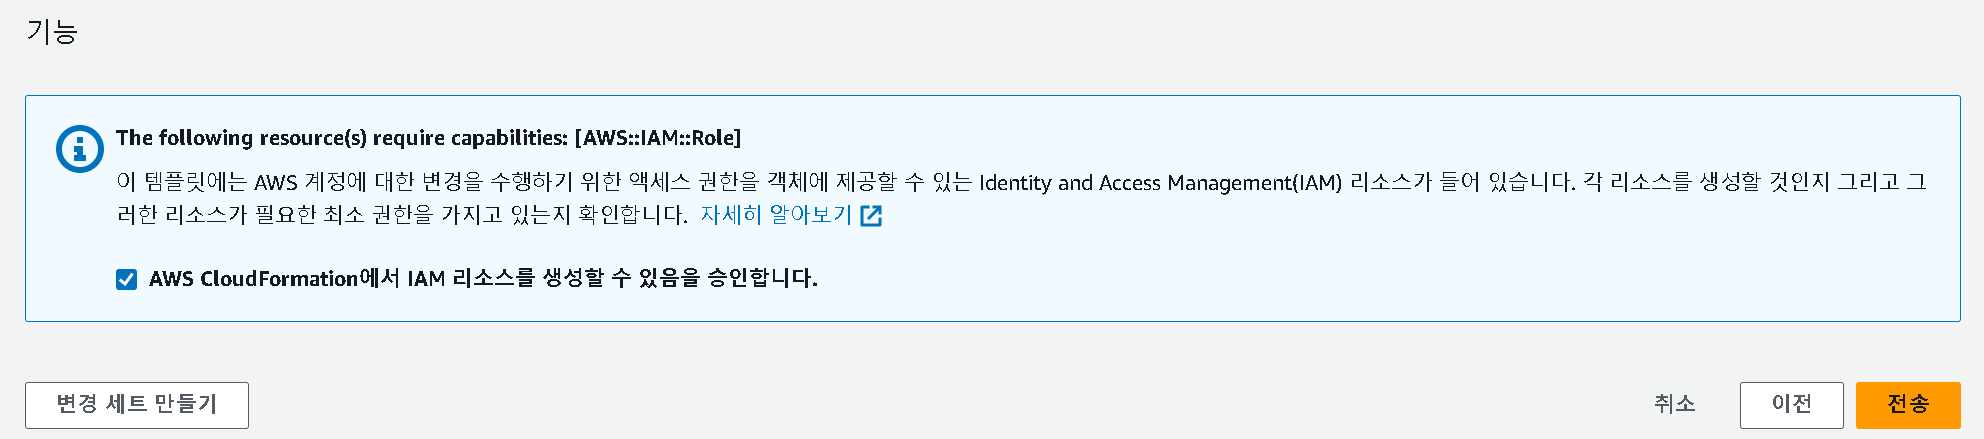 기능
The following resource(s) require capabilities: [AWS::IAM::Role]
이 템플릿에는 AWS 계정에 대한 변경을 수행하기 위한 액세스 권한을 객체에 제공할 수 있는 Identity and Access Management(IAM) 리소스가 들어 있습니다. 각 리소스를 생성할 것인지 그리고 그
러한 리소스가 필요한 최소 권한을 가지고 있는지 확인합니다. 자세히 알아보기
AWS CloudFormation에서 IAM 리소스를 생성할 수 있음을 승인합니다.
변경 세트 만들기 취소 이전 전송